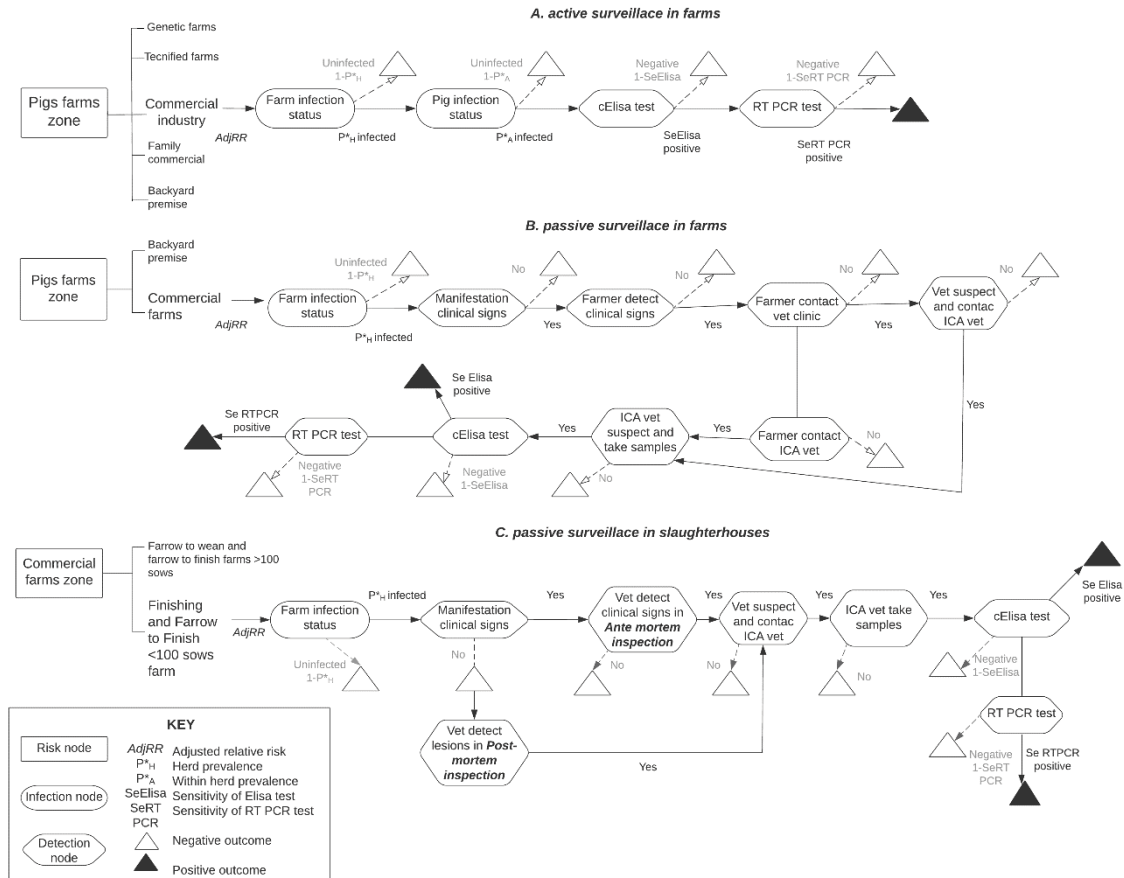 A. active surveillace in farms
Genetic farms
Tecnified farms
Pigs farms
zone
Commercial
industry
AdjRR
Family
commercial
Backyard
premise
Farm infection
status
Uninfected
1-P*H
P*H infected
Pig infection
status
Uninfected
1-P*A
P*A infected
cElisa test
Negative
1-SeElisa
SeElisa
positive
RT PCR test
Negative
1-SeRT PCR
SeRT PCR
positive
B. passive surveillace in farms
Pigs farms
zone
Backyard
premise
Commercial
farms
AdjRR
Farm infection
status
Uninfected
1-P*H
P*H infected
Manifestation
clinical signs
No
Yes
Farmer detect
clinical signs
No
Yes
Farmer contact
vet clinic
No
Yes
Vet suspect
and contac
ICA vet
No
Yes
Farmer contact
ICA vet
No
Yes
ICA vet
suspect and
take samples
No
Yes
cElisa test
Se Elisa
positive
Negative
1-SeElisa
RT PCR test
Se RTPCR
positive
Negative
1-SeRT
PCR
C. passive surveillace in slaughterhouses
Commercial
farms zone
Farrow to wean and
farrow to finish farms >100
sows
Finishing
and Farrow
to Finish
<100 sows
farm
AdjRR
Farm infection
status
Uninfected
1-P*H
P*H infected
Manifestation
clinical signs
No
Yes
Vet detect
clinical signs in
Ante mortem
inspection
No
Yes
Vet detect
lesions in Post-
mortem
inspection
Yes
Vet suspect
and contac
ICA vet
No
Yes
ICA vet take
samples
No
Yes
cElisa test
Se Elisa
positive
Negative
1-SeElisa
RT PCR test
Negative
1-SeRT
PCR
Se RTPCR
positive
KEY
Risk node
Infection node
Detection
node
AdjRR Adjusted relative risk
P*H Herd prevalence
P*A Within herd prevalence
SeElisa Sensitivity of Elisa test
SeRT Sensitivity of RT PCR test
PCR
Negative outcome
Positive outcome